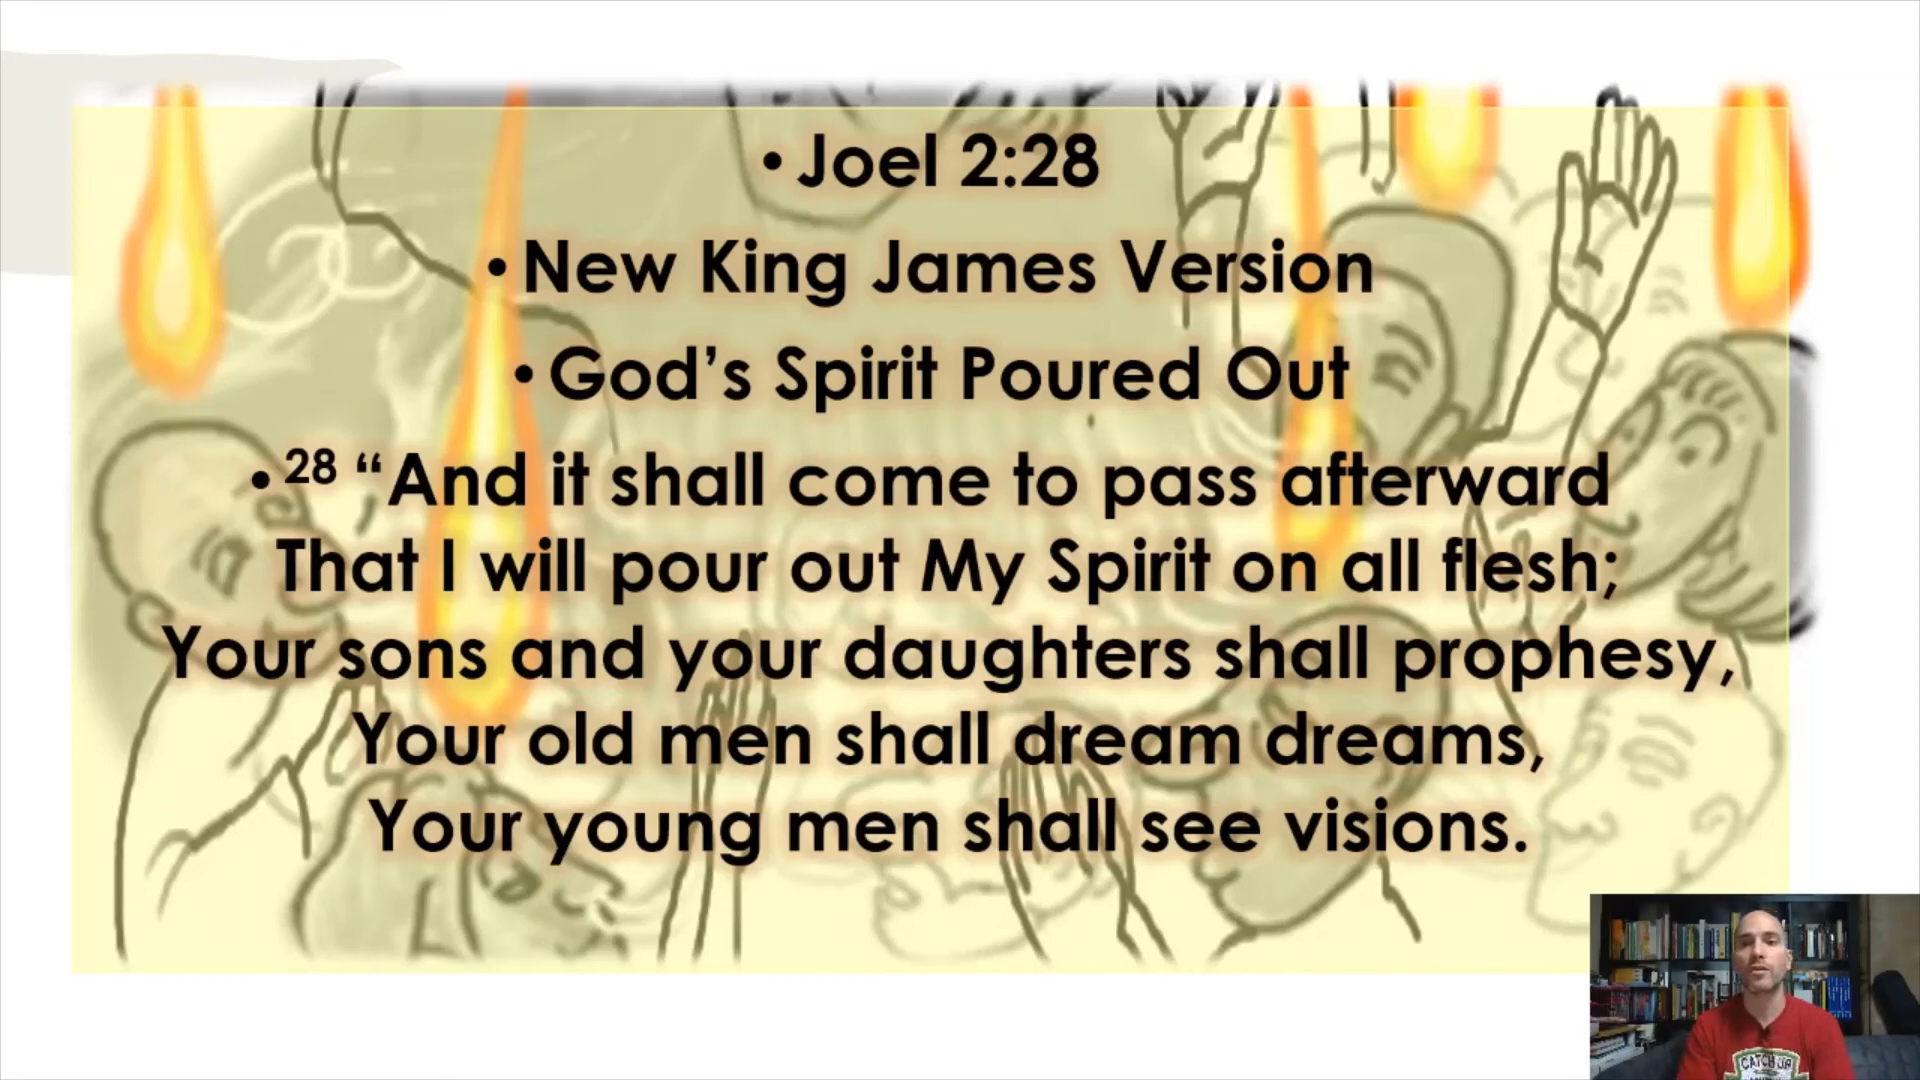 • Joel 2:28
• New King James Version
• God’s Spirit Poured Out
• 28 “And it shall come to pass afterward
That I will pour out My Spirit on all flesh;
Your sons and your daughters shall prophesy,
Your old men shall dream dreams,
Your young men shall see visions.
CATCH UP